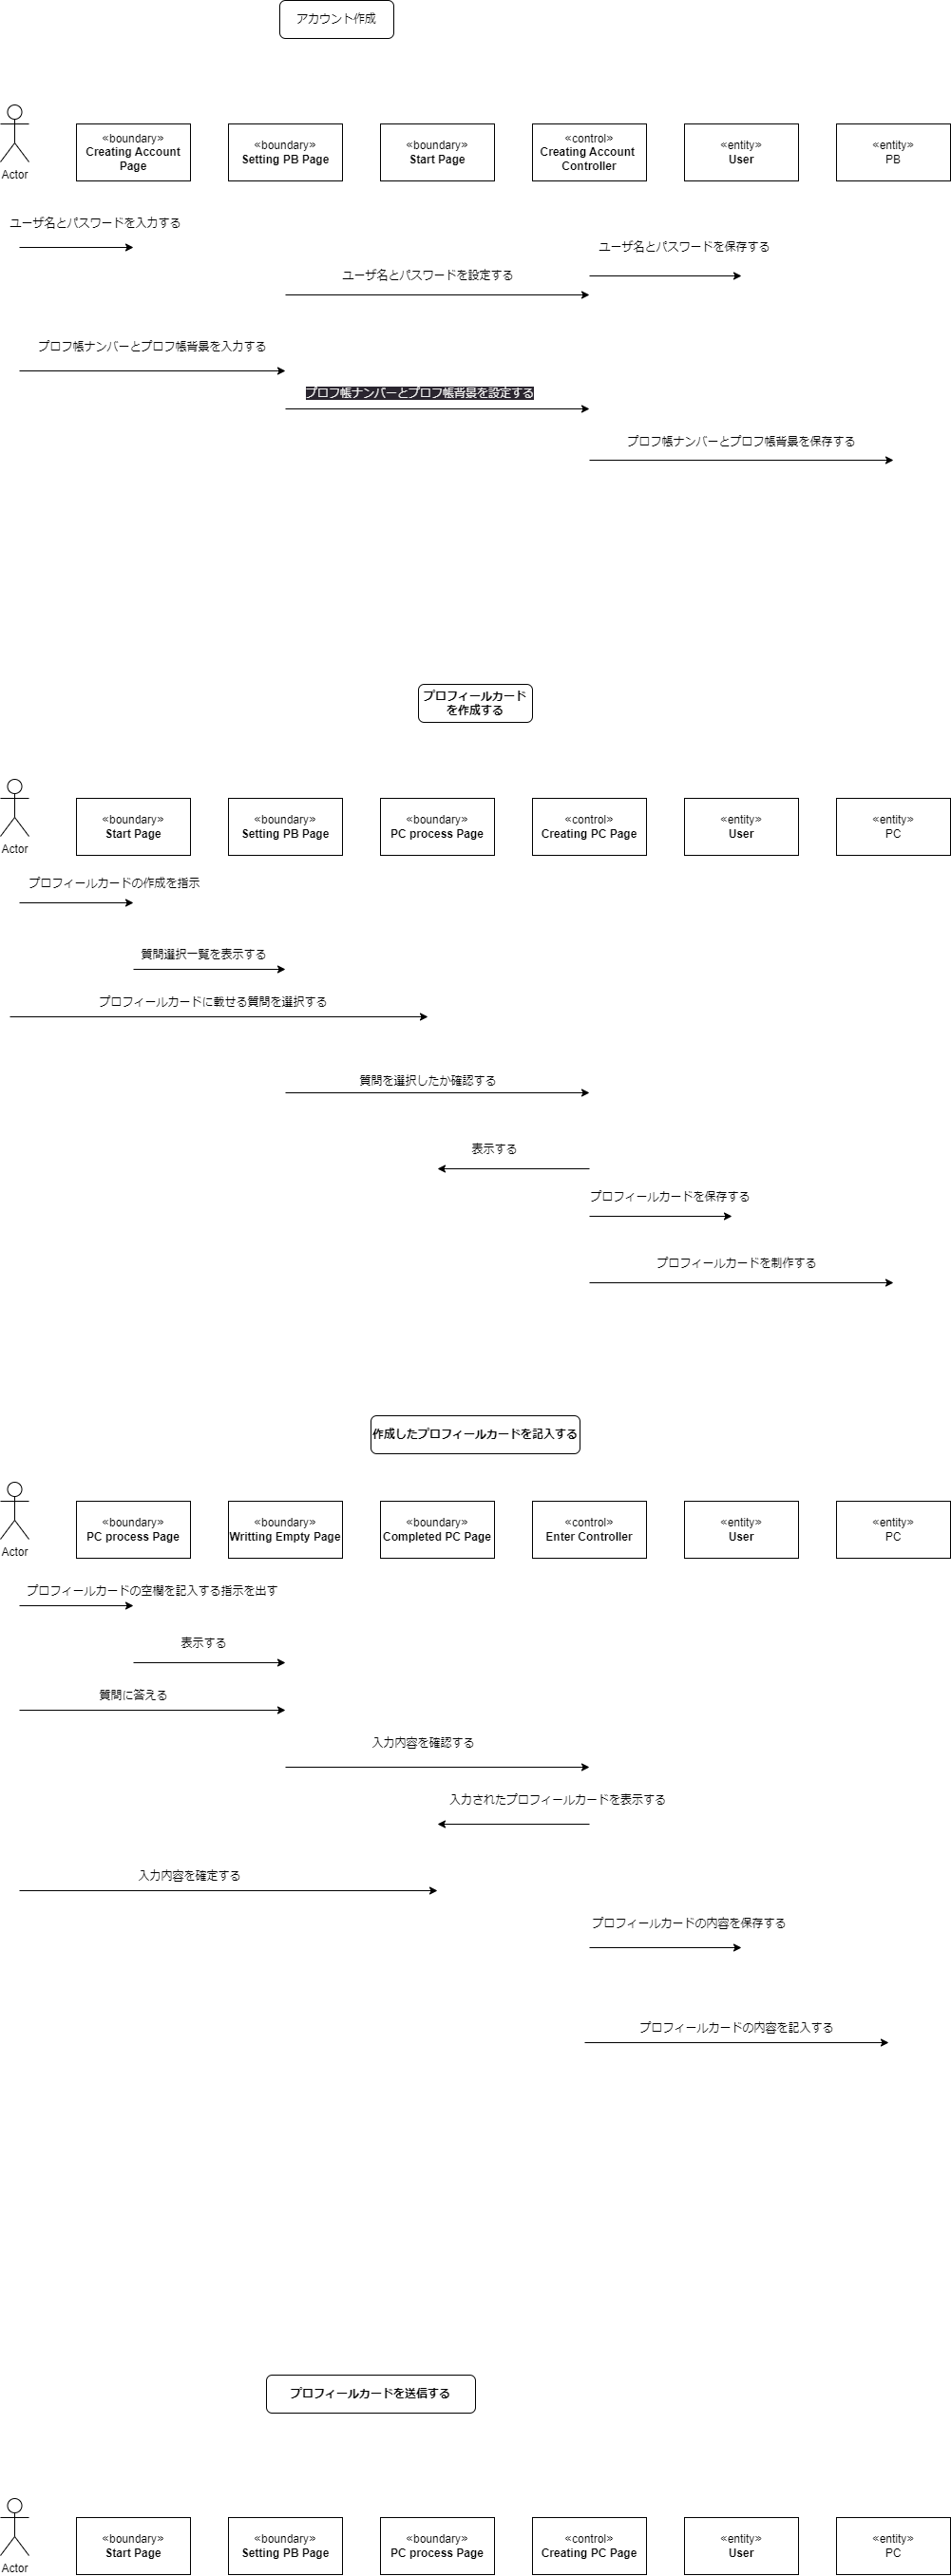 アカウント作成
Actor
«boundary»
Creating Account
Page
«boundary»
Setting PB Page
«boundary»
Start Page
«control»
Creating Account
Controller
«entity»
User
«entity»
PB
ユーザ名とパスワードを入力する
ユーザ名とパスワードを保存する
ユーザ名とパスワードを設定する
プロフ帳ナンバーとプロフ帳背景を入力する
プロフ帳ナンバーとプロフ帳背景を設定する
プロフ帳ナンバーとプロフ帳背景を保存する
プロフィールカード
を作成する
Actor
«boundary»
Start Page
«boundary»
Setting PB Page
«boundary»
PC process Page
«control»
Creating PC Page
«entity»
User
«entity»
PC
プロフィールカードの作成を指示
質問選択一覧を表示する
プロフィールカードに載せる質問を選択する
質問を選択したか確認する
表示する
プロフィールカードを保存する
プロフィールカードを制作する
作成したプロフィールカードを記入する
Actor
«boundary»
PC process Page
«boundary»
Writting Empty Page
«boundary»
Completed PC Page
«control»
Enter Controller
«entity»
User
«entity»
PC
プロフィールカードの空欄を記入する指示を出す
表示する
質問に答える
入力内容を確認する
入力されたプロフィールカードを表示する
入力内容を確定する
プロフィールカードの内容を保存する
プロフィールカードの内容を記入する
プロフィールカードを送信する
Actor
«boundary»
Start Page
«boundary»
Setting PB Page
«boundary»
PC process Page
«control»
Creating PC Page
«entity»
User
«entity»
PC